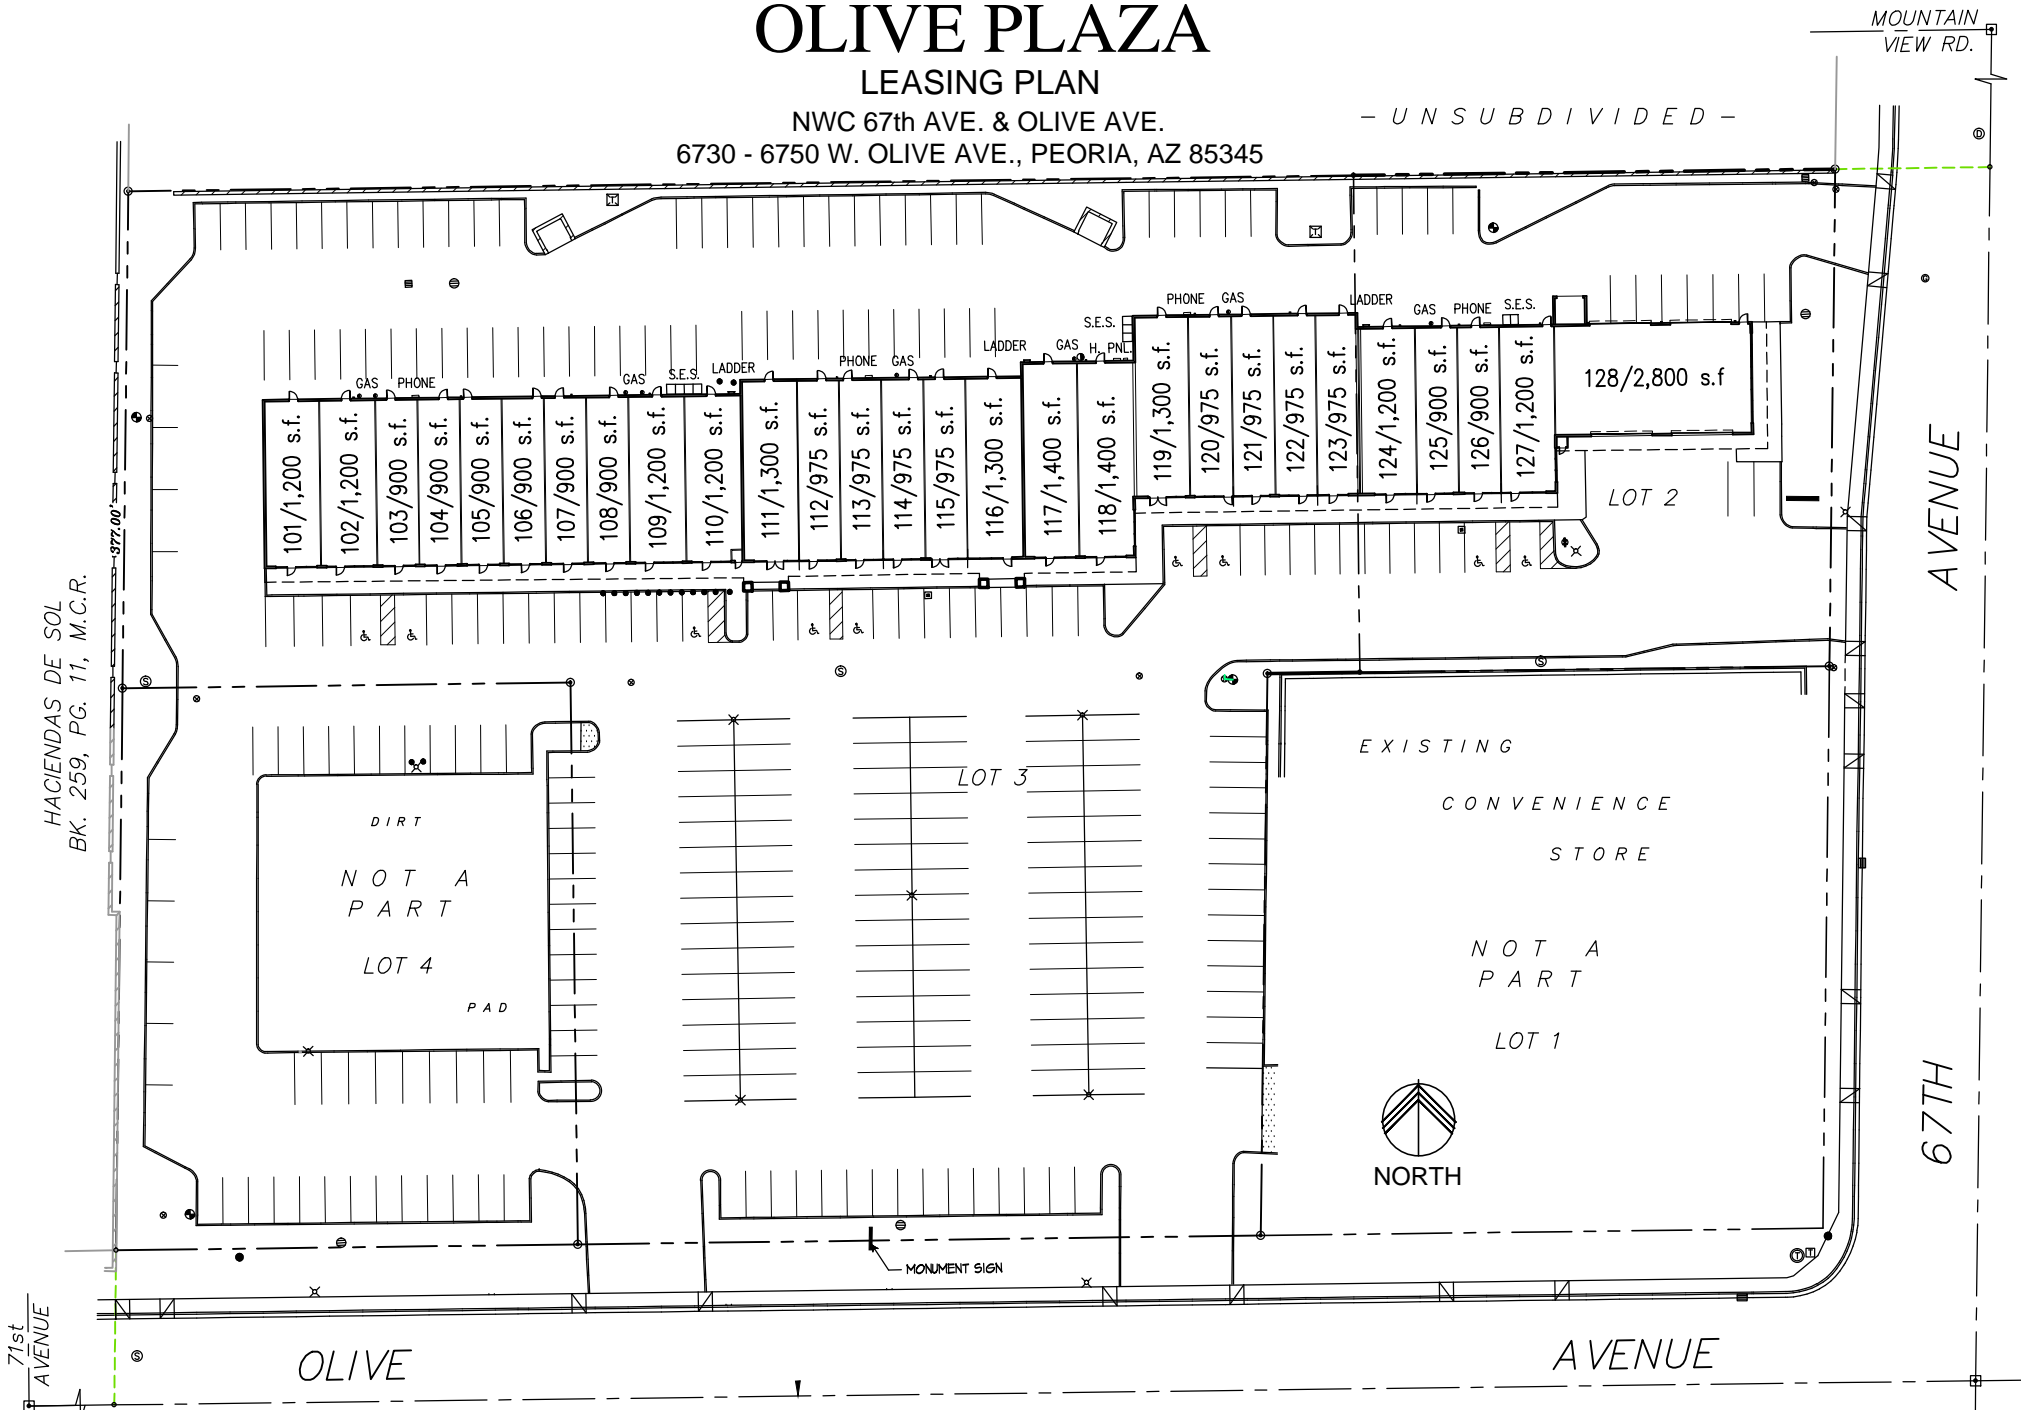 OLIVE PLAZA
LEASING PLAN
NWC 67th AVE. & OLIVE AVE.
6730 - 6750 W. OLIVE AVE., PEORIA, AZ 85345
MOUNTAIN
VIEW RD.
- UNSUBDIVIDED -
PHONE
GAS
LADDER
GAS
PHONE
S.E.S.
S.E.S.
LADDER
GAS
H. PNL.
PHONE
GAS
GAS
PHONE
GAS
S.E.S.
LADDER
101/1,200 s.f.
102/1,200 s.f.
103/900 s.f.
104/900 s.f.
105/900 s.f.
106/900 s.f.
107/900 s.f.
108/900 s.f.
109/1,200 s.f.
110/1,200 s.f.
111/1,300 s.f.
112/975 s.f.
113/975 s.f.
114/975 s.f.
115/975 s.f.
116/1,300 s.f.
117/1,400 s.f.
118/1,400 s.f.
119/1,300 s.f.
120/975 s.f.
121/975 s.f.
122/975 s.f.
123/975 s.f.
124/1,200 s.f.
125/900 s.f.
126/900 s.f.
127/1,200 s.f.
128/2,800 s.f
LOT 2
377.00'
HACIENDAS DE SOL
BK. 259, PG. 11, M.C.R.
LOT 3
DIRT
NOT A
PART
LOT 4
PAD
EXISTING
CONVENIENCE
STORE
NOT A
PART
LOT 1
NORTH
67TH
AVENUE
MONUMENT SIGN
71st
AVENUE
OLIVE
AVENUE